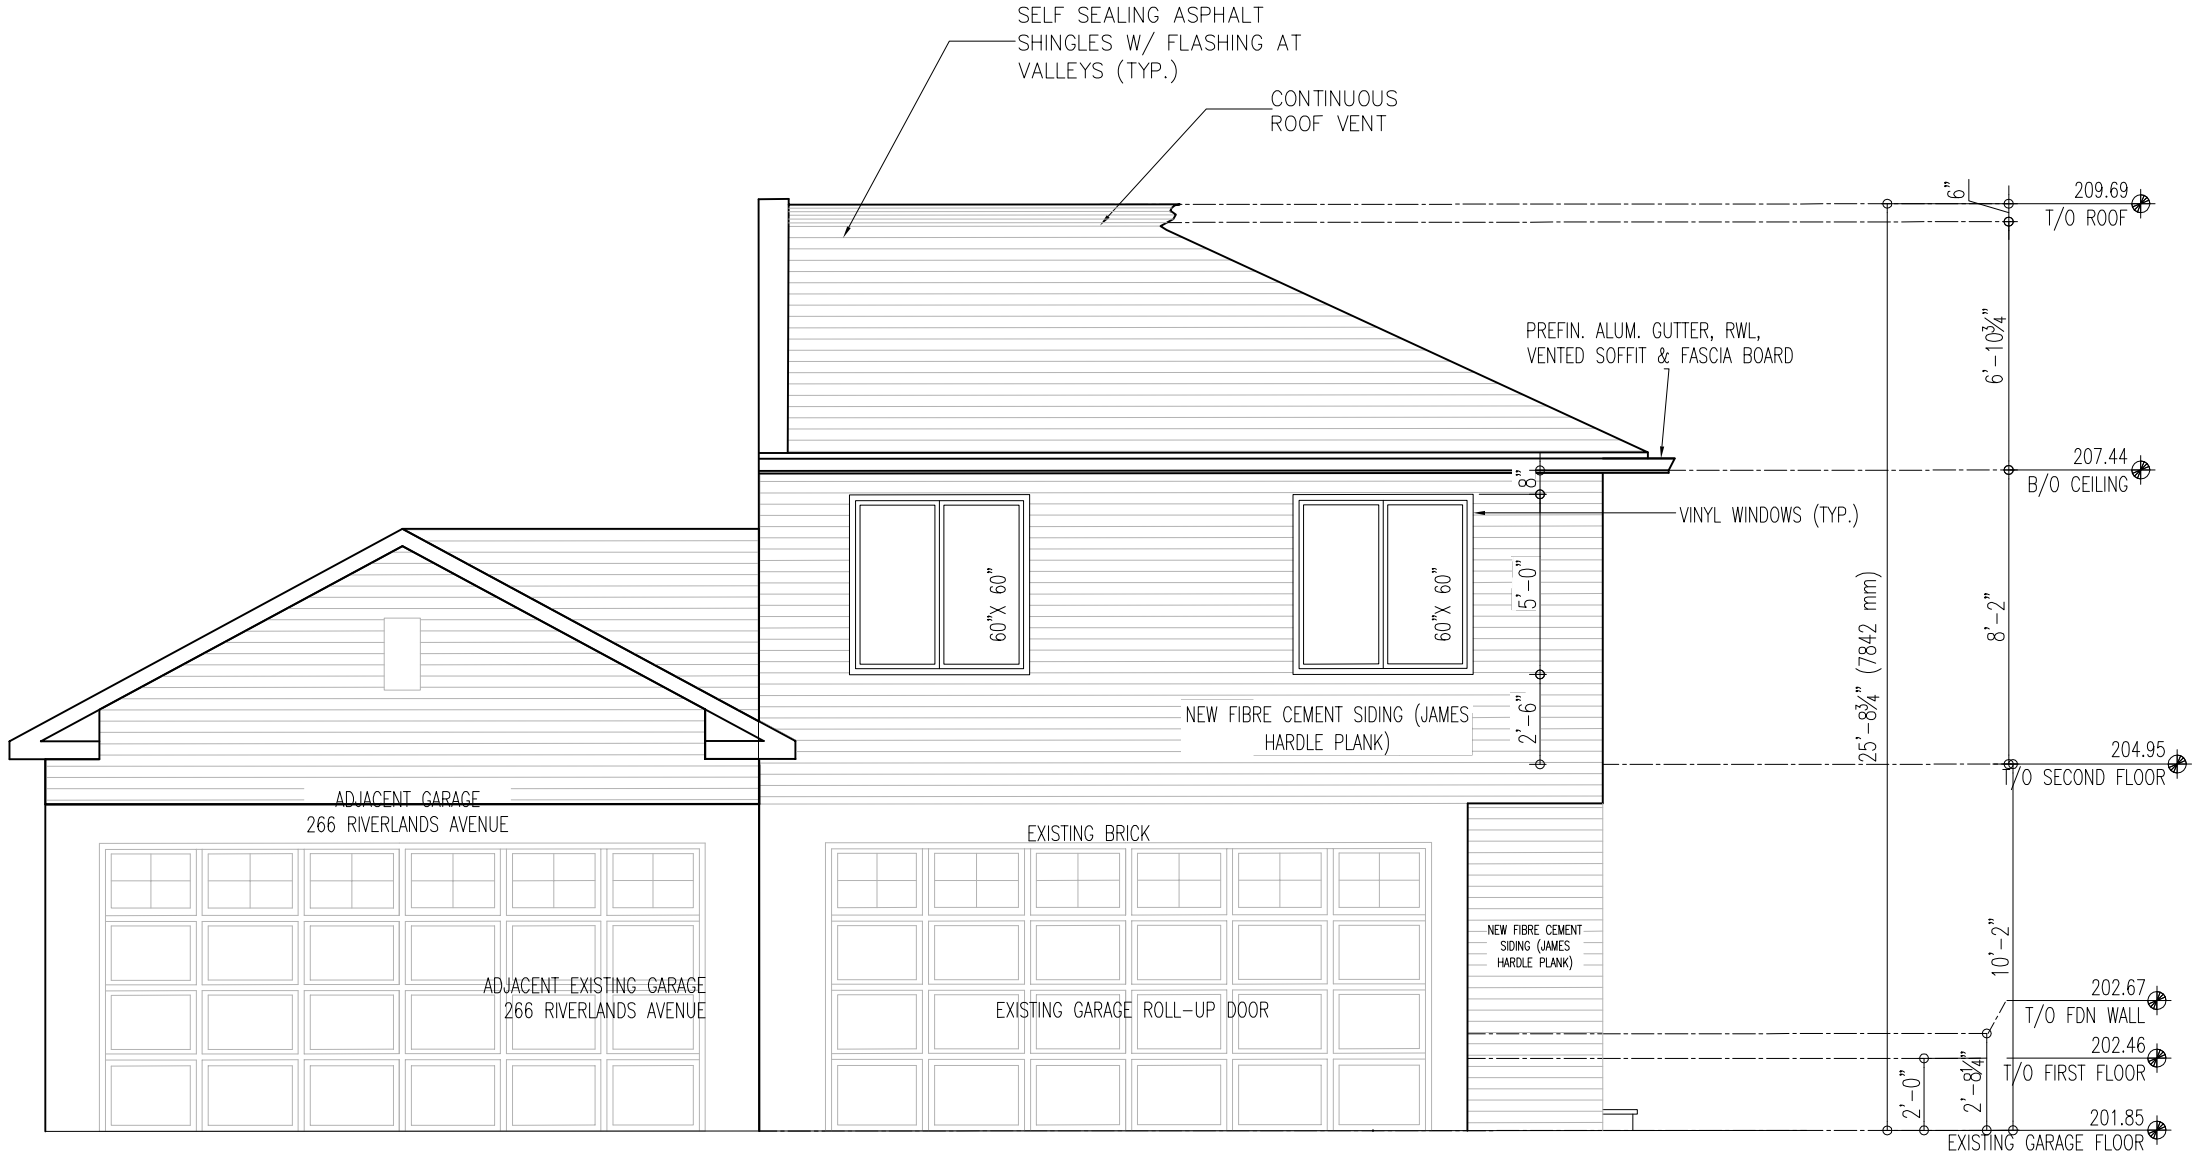 SELF SEALING ASPHALT
SHINGLES W/ FLASHING AT
VALLEYS (TYP.)
CONTINUOUS
ROOF VENT
6"
209.69
T/O ROOF
PREFIN. ALUM. GUTTER, RWL,
VENTED SOFFIT & FASCIA BOARD
6'-10¾"
207.44
B/O CEILING
8"
VINYL WINDOWS (TYP.)
60"X 60"
60"X 60"
5'-0"
25'-8¾" (7842 mm)
8'-2"
NEW FIBRE CEMENT SIDING (JAMES
HARDLE PLANK)
2'-6"
204.95
T/O SECOND FLOOR
ADJACENT GARAGE
266 RIVERLANDS AVENUE
EXISTING BRICK
NEW FIBRE CEMENT
SIDING (JAMES
HARDLE PLANK)
10'-2"
ADJACENT EXISTING GARAGE
266 RIVERLANDS AVENUE
EXISTING GARAGE ROLL-UP DOOR
202.67
T/O FDN WALL
202.46
T/O FIRST FLOOR
2'-0"
2'-8¼"
201.85
EXISTING GARAGE FLOOR